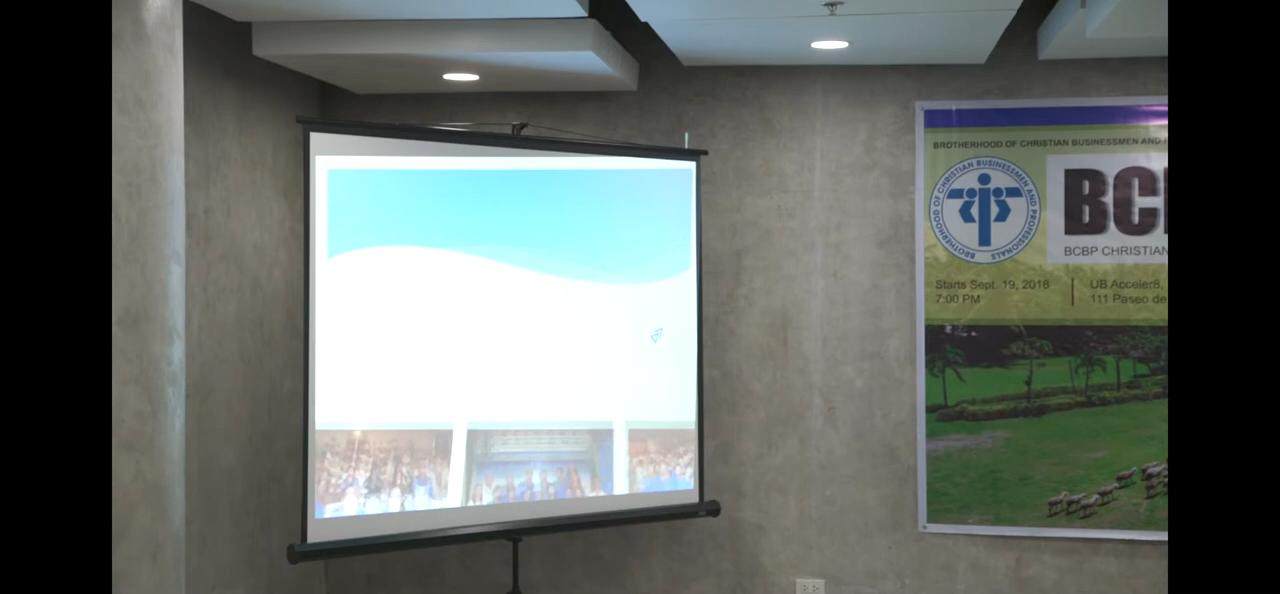 BROTHERHOOD OF CHRISTIAN BUSINESSMEN AND
BROTHERHOOD OF CHRISTIAN BUSINESSMEN AND PROFESSIONALS
BCB
BCBP CHRISTIAN
Starts Sept. 19, 2018
7:00 PM
UB Acceler8,
111 Paseo de